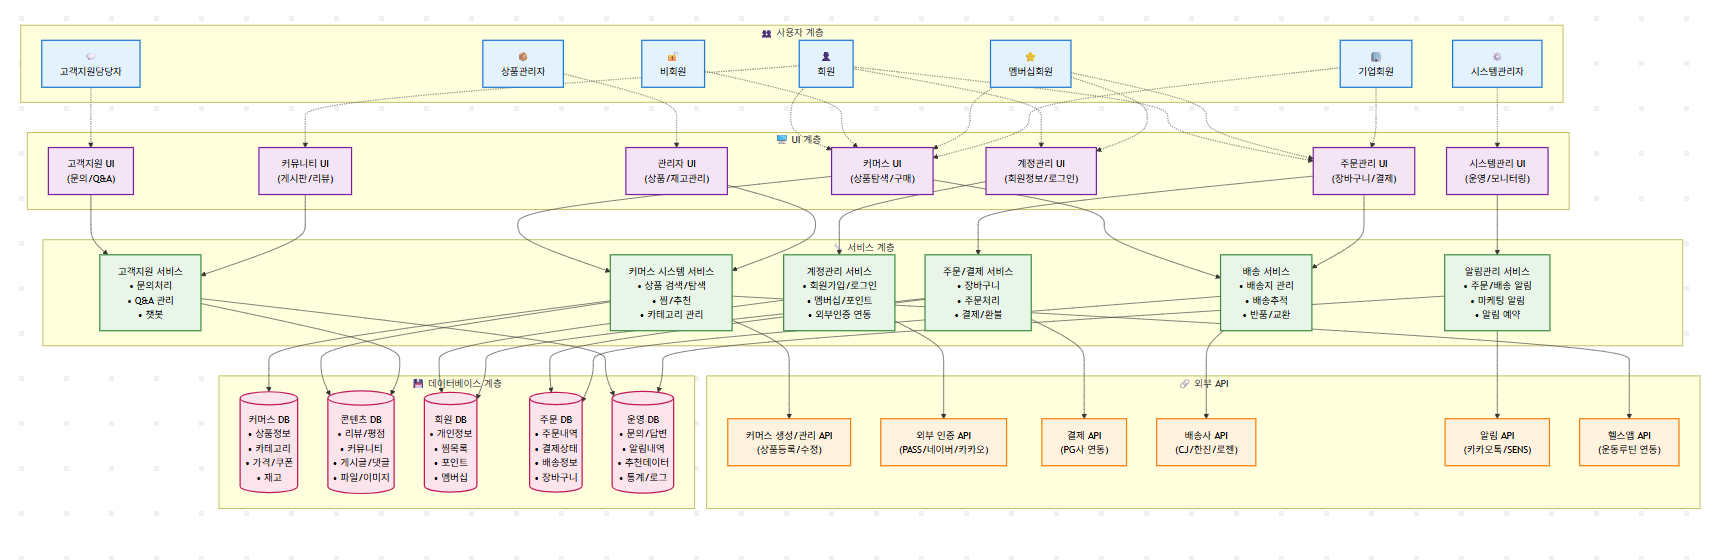 👥 사용자 계층
💬
고객지원담당자
📦
상품관리자
🔓
비회원
👤
회원
⭐
멤버십회원
🏢
기업회원
⚙️
시스템관리자
🖥️ UI 계층
고객지원 UI
(문의/Q&A)
커뮤니티 UI
(게시판/리뷰)
관리자 UI
(상품/재고관리)
커머스 UI
(상품탐색/구매)
계정관리 UI
(회원정보/로그인)
주문관리 UI
(장바구니/결제)
시스템관리 UI
(운영/모니터링)
🔧 서비스 계층
고객지원 서비스
• 문의처리
• Q&A 관리
• 챗봇
커머스 시스템 서비스
• 상품 검색/탐색
• 찜/추천
• 카테고리 관리
계정관리 서비스
• 회원가입/로그인
• 멤버십/포인트
• 외부인증 연동
주문/결제 서비스
• 장바구니
• 주문처리
• 결제/환불
배송 서비스
• 배송지 관리
• 배송추적
• 반품/교환
알림관리 서비스
• 주문/배송 알림
• 마케팅 알림
• 알림 예약
💾 데이터베이스 계층
커머스 DB
• 상품정보
• 카테고리
• 가격/쿠폰
• 재고
콘텐츠 DB
• 리뷰/평점
• 커뮤니티
• 게시글/댓글
• 파일/이미지
회원 DB
• 개인정보
• 찜목록
• 포인트
• 멤버십
주문 DB
• 주문내역
• 결제상태
• 배송정보
• 장바구니
운영 DB
• 문의/답변
• 알림내역
• 추천데이터
• 통계/로그
🔗 외부 API
커머스 생성/관리 API
(상품등록/수정)
외부 인증 API
(PASS/네이버/카카오)
결제 API
(PG사 연동)
배송사 API
(CJ/한진/로젠)
알림 API
(카카오톡/SENS)
헬스앱 API
(운동루틴 연동)